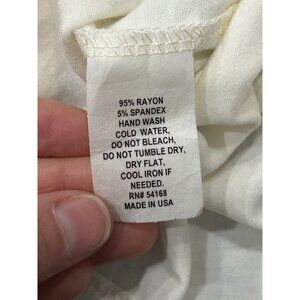 95% RAYON
5% SPANDEX
HAND WASH
COLD WATER,
DO NOT BLEACH,
DO NOT TUMBLE DRY,
DRY FLAT,
COOL IRON IF
NEEDED.
RN# 54168
MADE IN USA